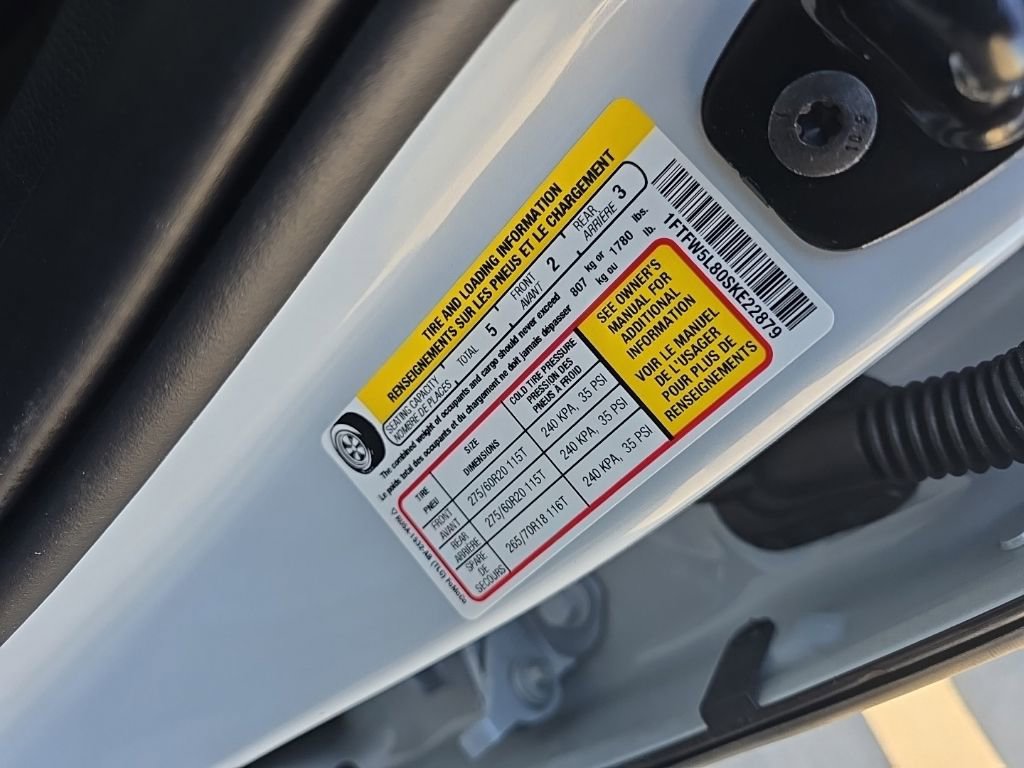 TIRE AND LOADING INFORMATION
RENSEIGNEMENTS SUR LES PNEUS ET LE CHARGEMENT
SEATING CAPACITY TOTAL 5 FRONT 2 REAR 3
NOMBRE DE PLACES AVANT ARRIÈRE
The combined weight of occupants and cargo should never exceed 807 kg or 1780 lbs.
Le poids total des occupants et du chargement ne doit jamais dépasser kg ou lb.
TIRE SIZE COLD TIRE PRESSURE
PNEU DIMENSIONS PRESSION DES
PNEUS A FROID
FRONT
AVANT 275/60R20 115T 240 KPA, 35 PSI
REAR
ARRIÈRE 275/60R20 115T 240 KPA, 35 PSI
SPARE
DE
SECOURS 265/70R18 116T 240 KPA, 35 PSI
SEE OWNER'S
MANUAL FOR
ADDITIONAL
INFORMATION
VOIR LE MANUEL
DE L'USAGER
POUR PLUS DE
RENSEIGNEMENTS
1FTFW5L80SKE22879
10.9